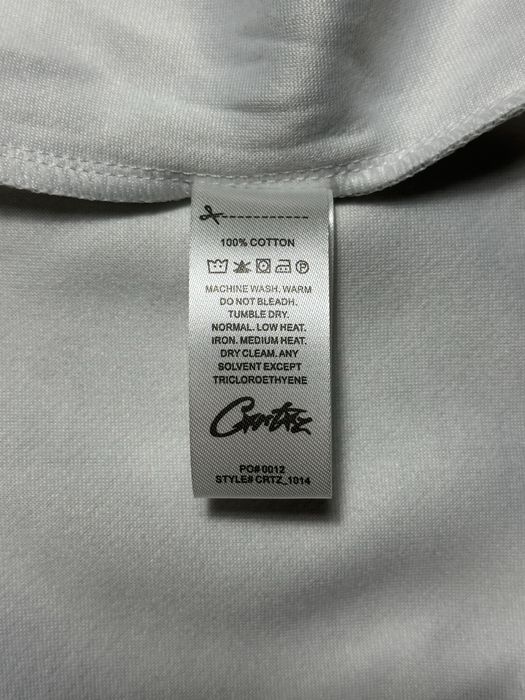 100% COTTON
MACHINE WASH. WARM
DO NOT BLEADH.
TUMBLE DRY.
NORMAL. LOW HEAT.
IRON. MEDIUM HEAT.
DRY CLEAM. ANY
SOLVENT EXCEPT
TRICLOROETHYENE
Crtz
PO# 0012
STYLE# CRTZ_1014